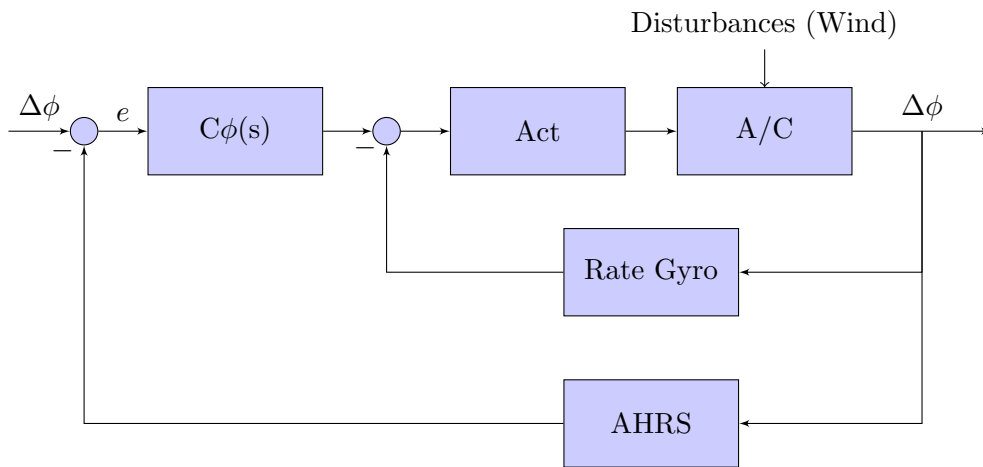 Disturbances (Wind)
Δϕ
e
Cϕ(s)
Act
A/C
Δϕ
−
−
Rate Gyro
AHRS